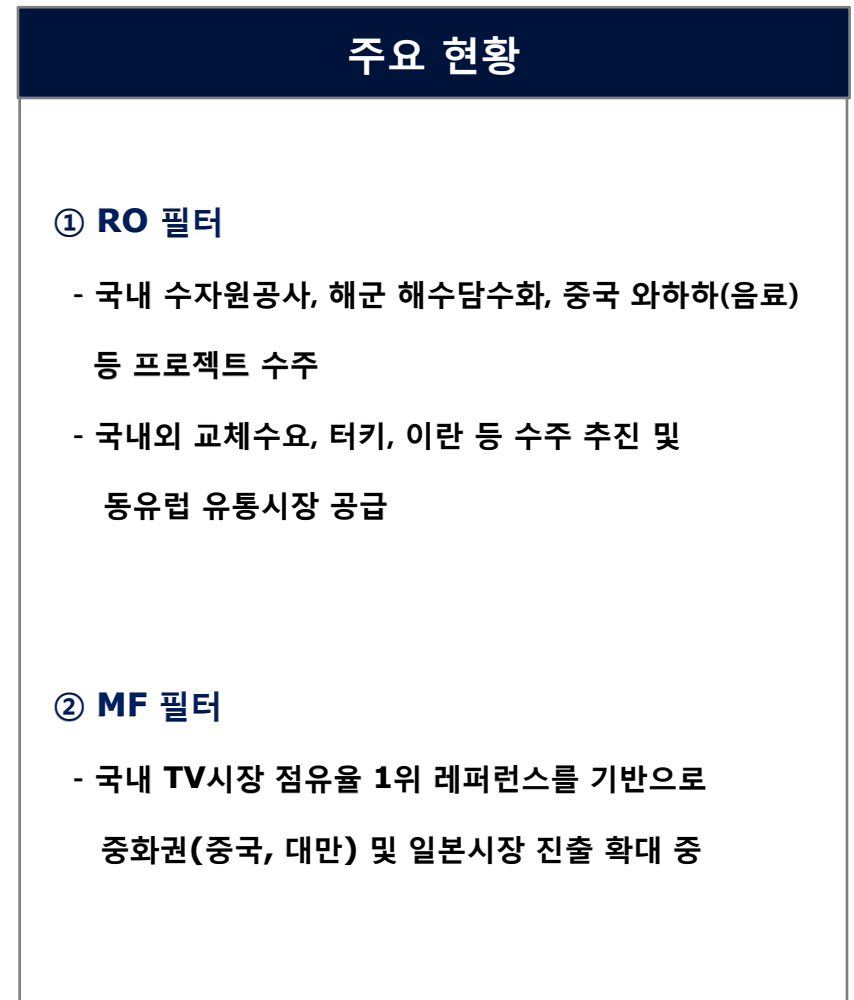 주요 현황
① RO 필터
- 국내 수자원공사, 해군 해수담수화, 중국 와하하(음료)
등 프로젝트 수주
- 국내외 교체수요, 터키, 이란 등 수주 추진 및
동유럽 유통시장 공급
② MF 필터
- 국내 TV시장 점유율 1위 레퍼런스를 기반으로
중화권(중국, 대만) 및 일본시장 진출 확대 중